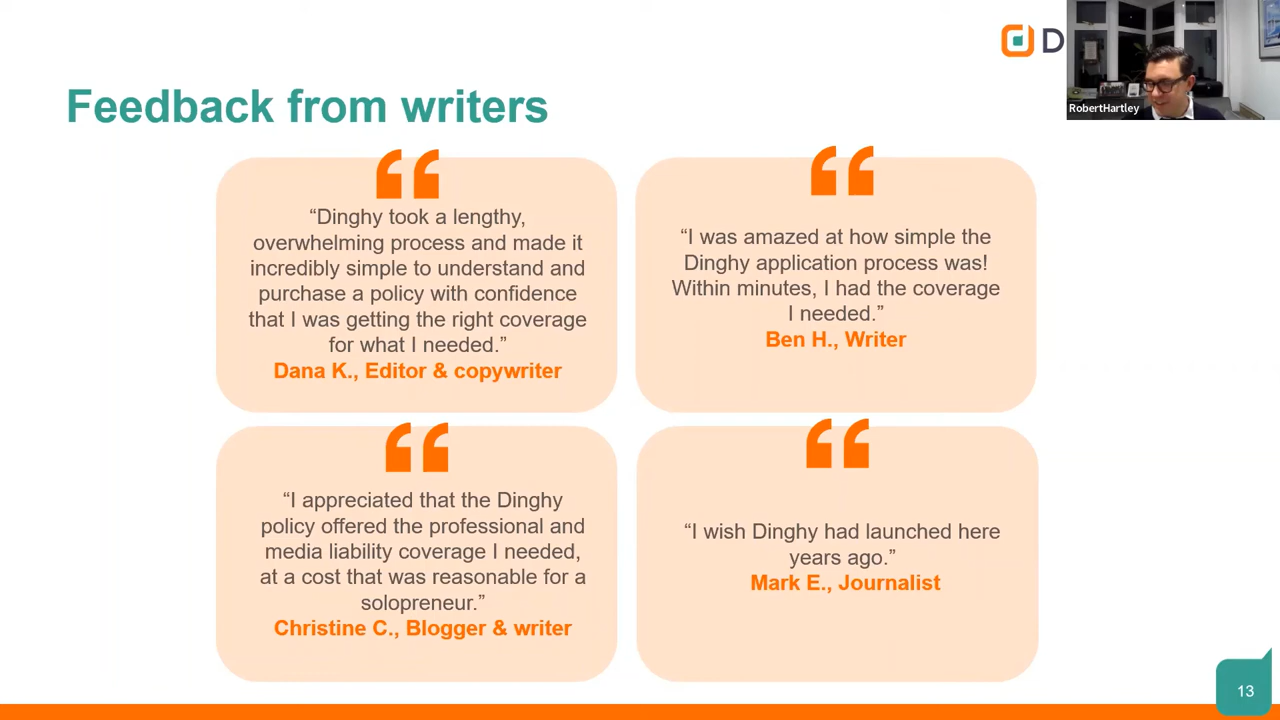 D
RobertHartley
Feedback from writers
“Dinghy took a lengthy,
overwhelming process and made it
incredibly simple to understand and
purchase a policy with confidence
that I was getting the right coverage
for what I needed.”
Dana K., Editor & copywriter
“I was amazed at how simple the
Dinghy application process was!
Within minutes, I had the coverage
I needed.”
Ben H., Writer
“I appreciated that the Dinghy
policy offered the professional and
media liability coverage I needed,
at a cost that was reasonable for a
solopreneur.”
Christine C., Blogger & writer
“I wish Dinghy had launched here
years ago.”
Mark E., Journalist
13